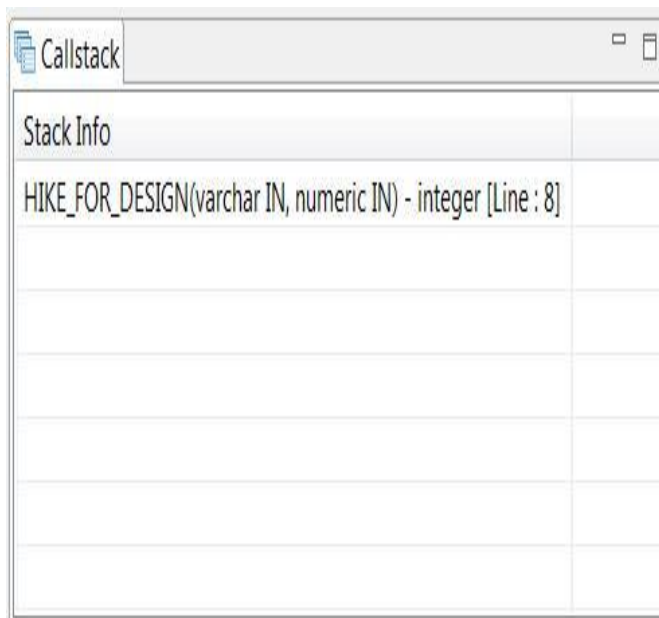 Callstack
Stack Info
HIKE_FOR_DESIGN(varchar IN, numeric IN) - integer [Line : 8]